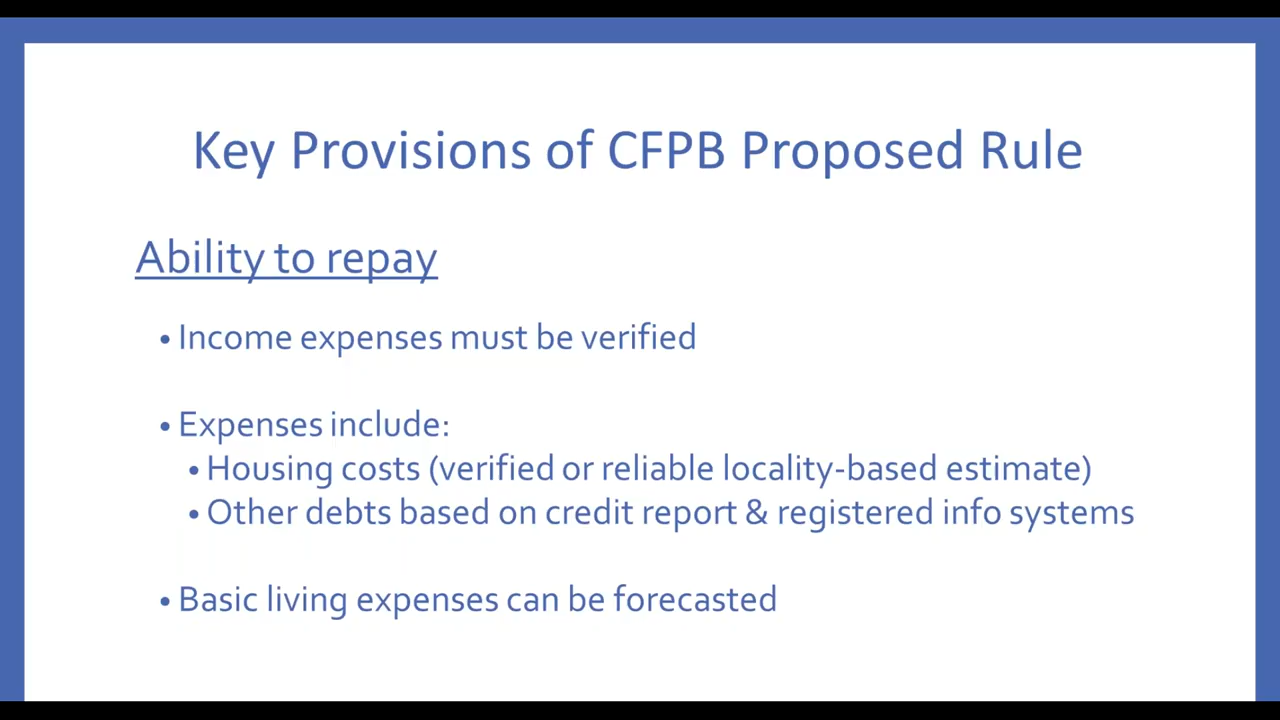 Key Provisions of CFPB Proposed Rule
Ability to repay
• Income expenses must be verified
• Expenses include:
• Housing costs (verified or reliable locality-based estimate)
• Other debts based on credit report & registered info systems
• Basic living expenses can be forecasted